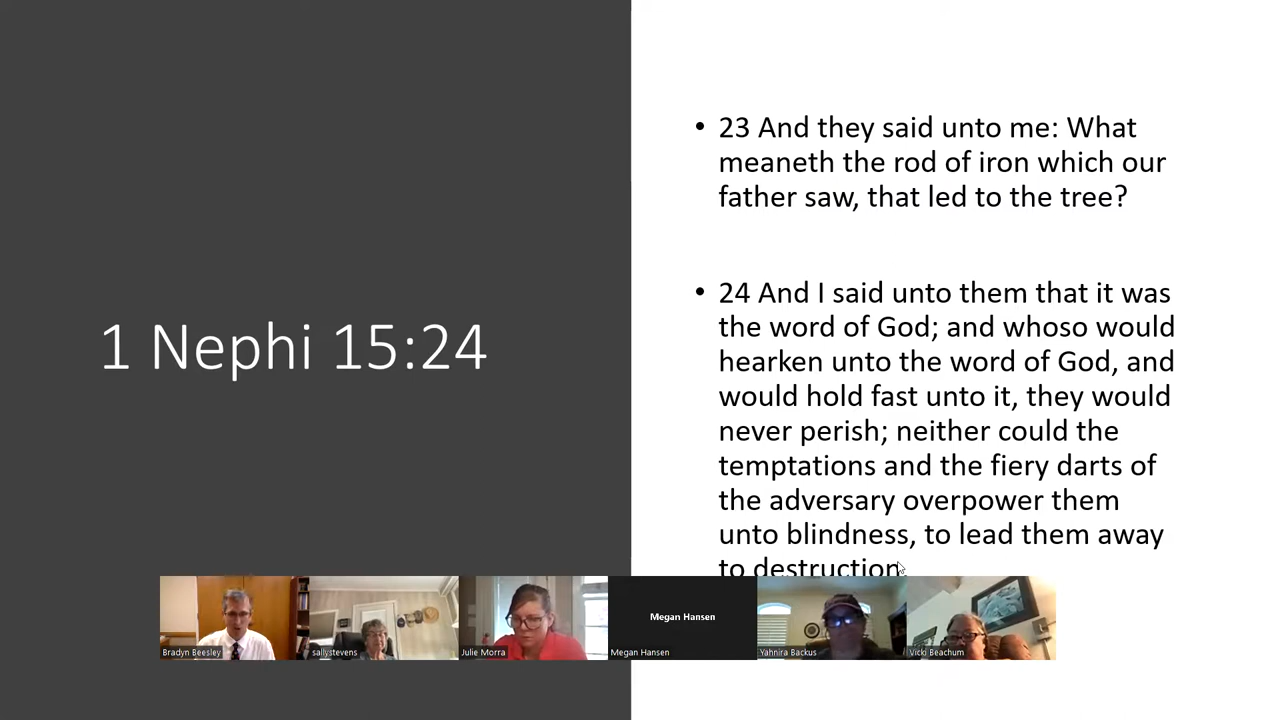 1 Nephi 15:24
• 23 And they said unto me: What
meaneth the rod of iron which our
father saw, that led to the tree?
• 24 And I said unto them that it was
the word of God; and whoso would
hearken unto the word of God, and
would hold fast unto it, they would
never perish; neither could the
temptations and the fiery darts of
the adversary overpower them
unto blindness, to lead them away
to destruction
Megan Hansen
Bradyn Beesley
sallystevens
Julie Morra
Megan Hansen
Yahnira Backus
Vicki Beachum